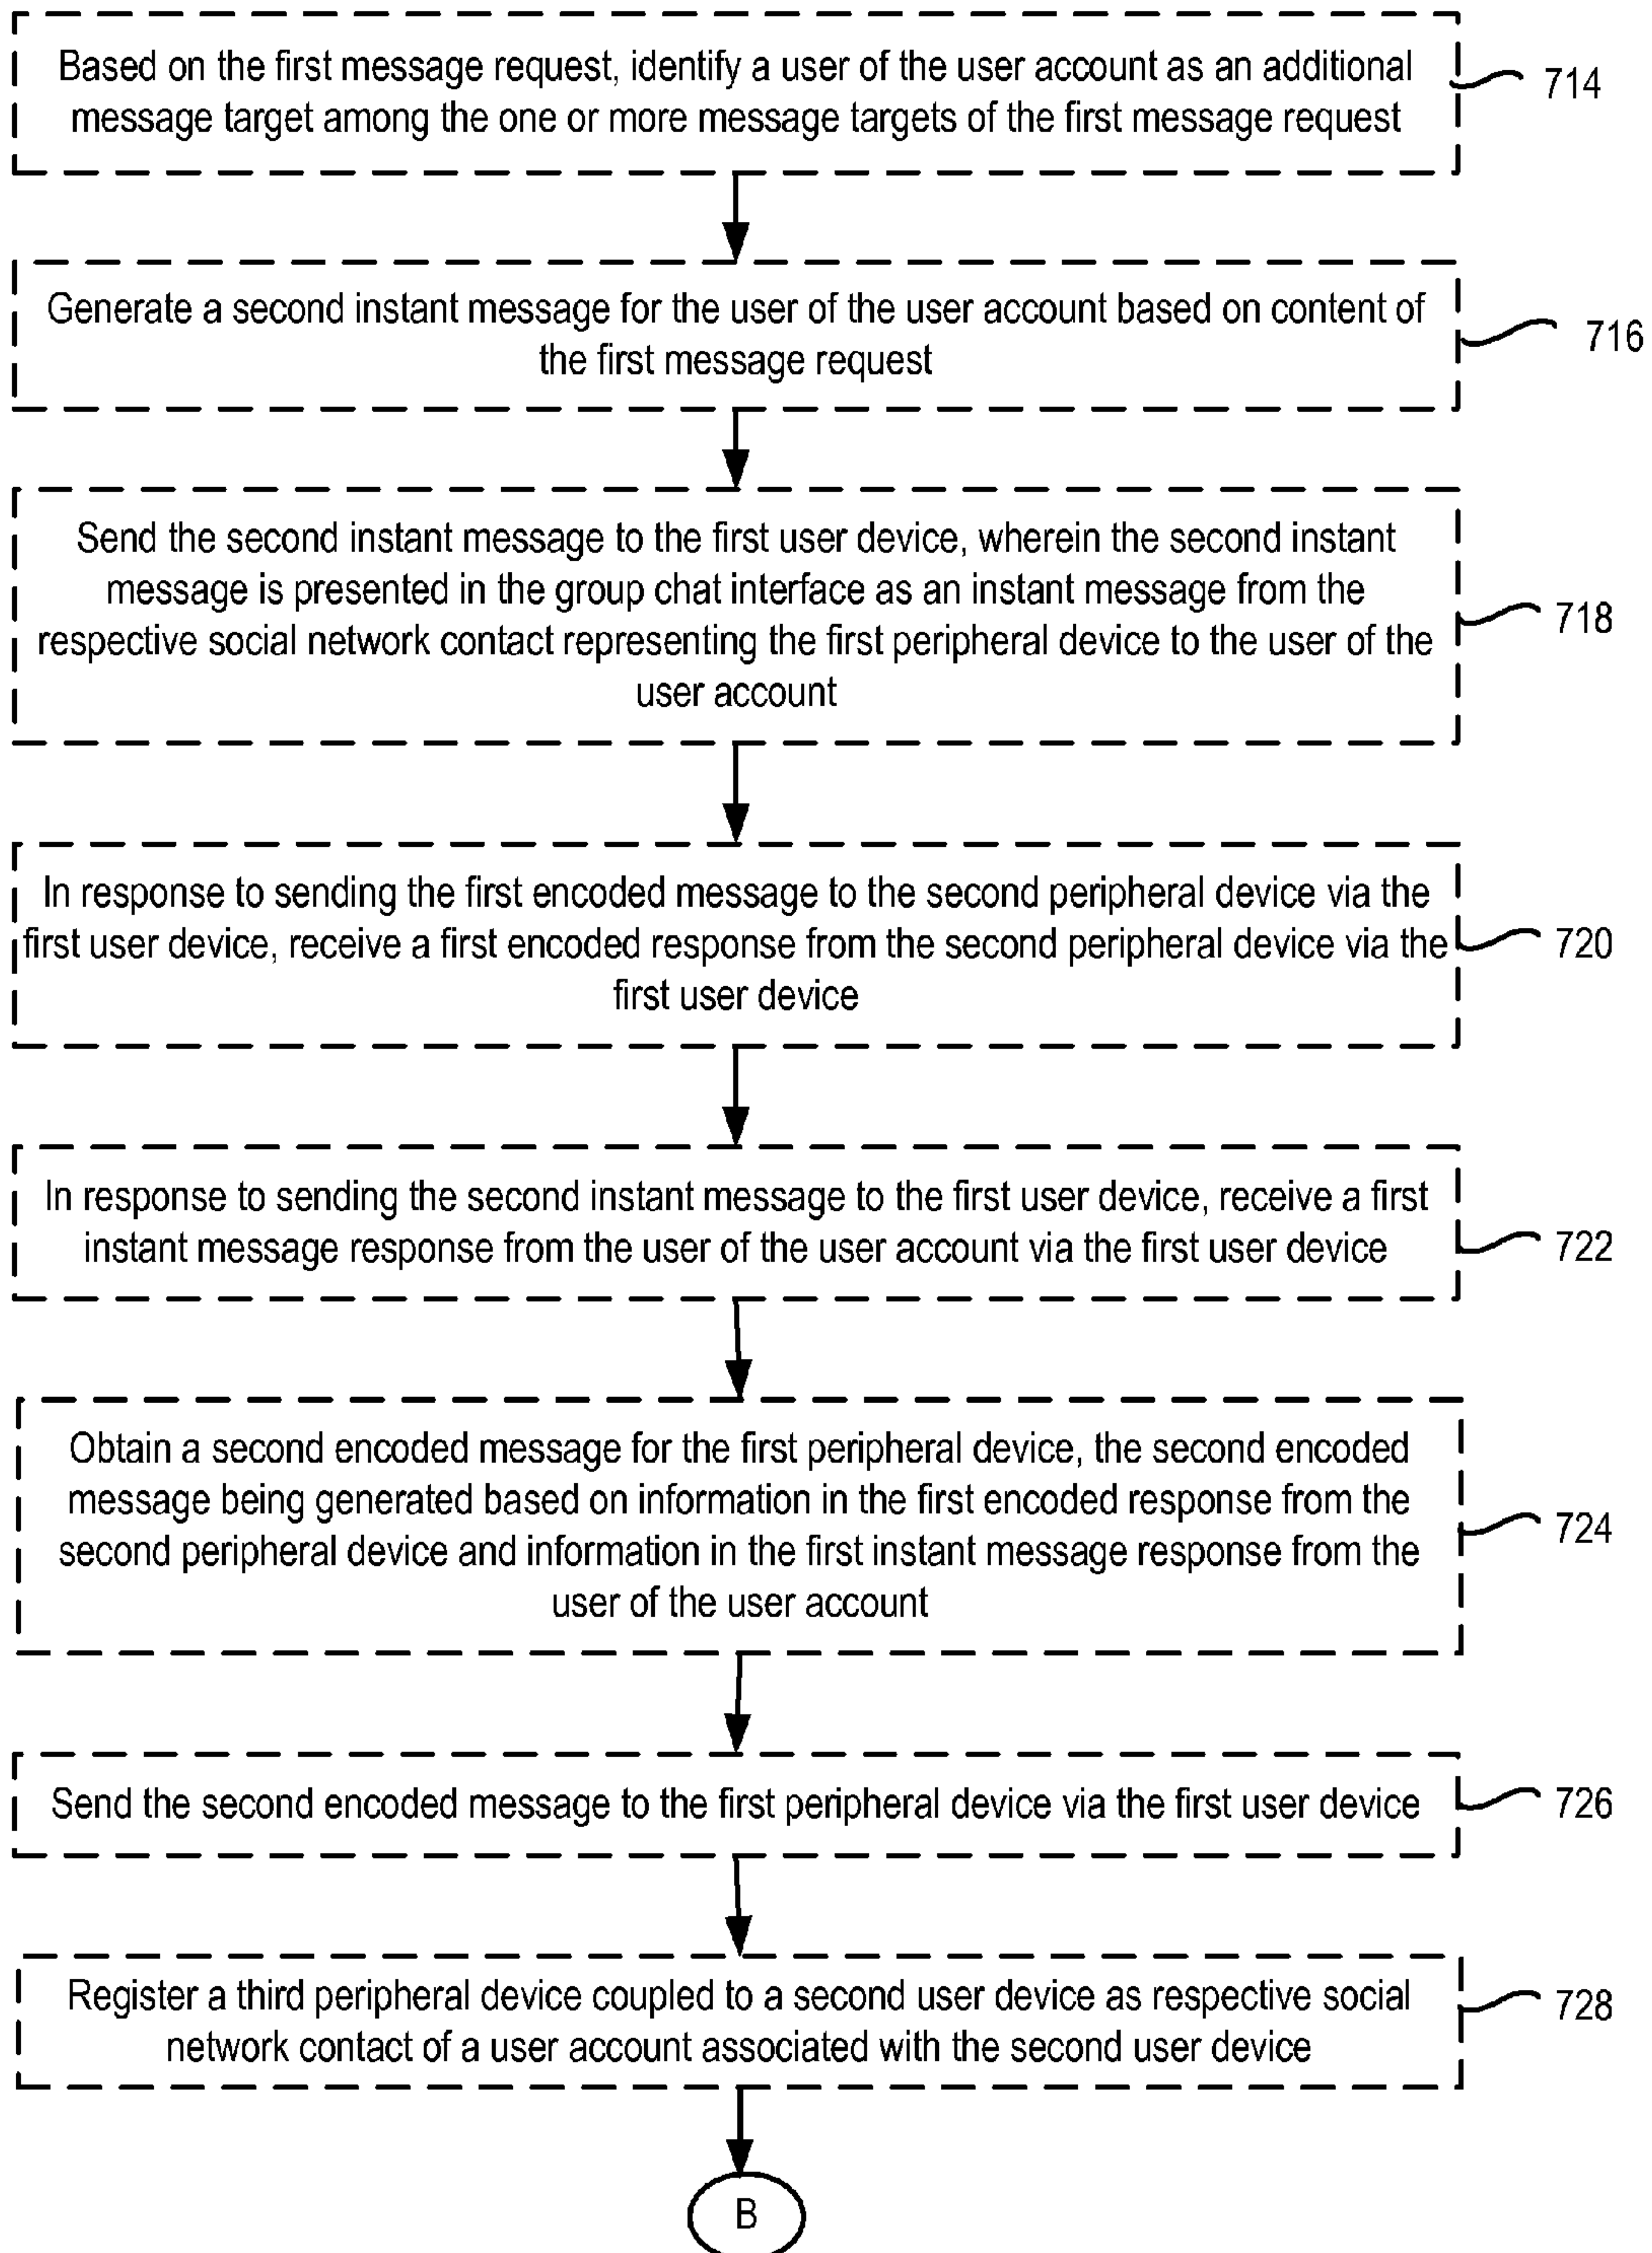 Based on the first message request, identify a user of the user account as an additional
message target among the one or more message targets of the first message request
714
Generate a second instant message for the user of the user account based on content of
the first message request
716
Send the second instant message to the first user device, wherein the second instant
message is presented in the group chat interface as an instant message from the
respective social network contact representing the first peripheral device to the user of the
user account
718
In response to sending the first encoded message to the second peripheral device via the
first user device, receive a first encoded response from the second peripheral device via the
first user device
720
In response to sending the second instant message to the first user device, receive a first
instant message response from the user of the user account via the first user device
722
Obtain a second encoded message for the first peripheral device, the second encoded
message being generated based on information in the first encoded response from the
second peripheral device and information in the first instant message response from the
user of the user account
724
Send the second encoded message to the first peripheral device via the first user device
726
Register a third peripheral device coupled to a second user device as respective social
network contact of a user account associated with the second user device
728
B